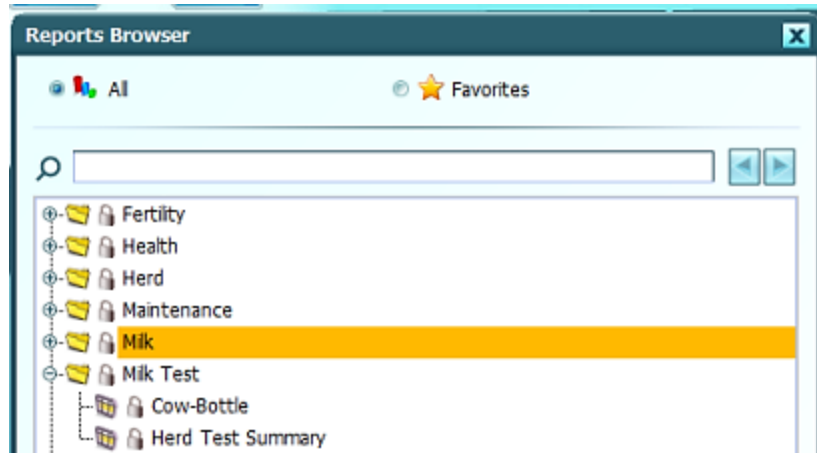 Reports Browser
All Favorites
Fertility
Health
Herd
Maintenance
Milk
Milk Test
Cow-Bottle
Herd Test Summary